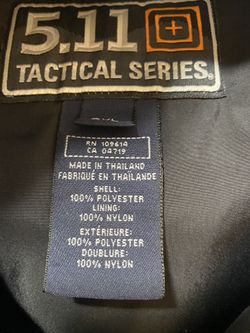 5.11
TACTICAL SERIES®
RN 109614
CA 04719
MADE IN THAILAND
FABRIQUÉ EN THAÏLANDE
SHELL:
100% POLYESTER
LINING:
100% NYLON
EXTÉRIEURE:
100% POLYESTER
DOUBLURE:
100% NYLON